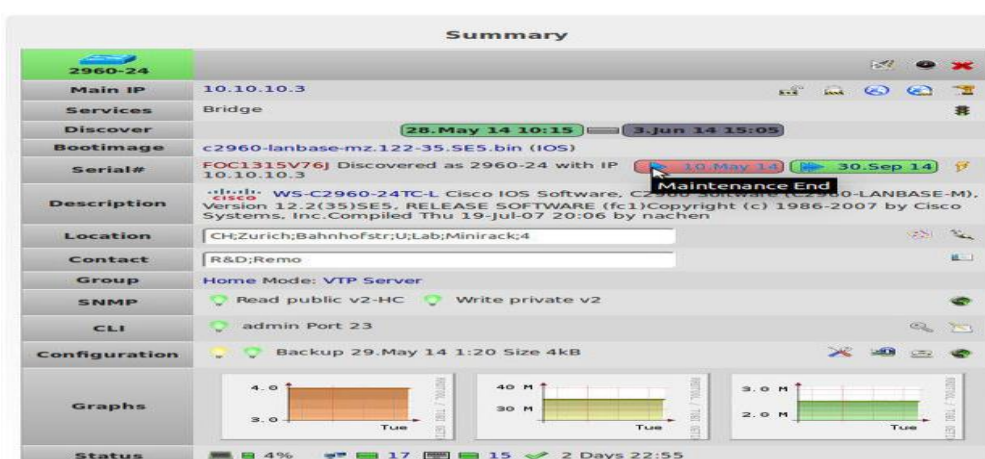 Summary
2960-24
Main IP 10.10.10.3
Services Bridge
Discover 28.May 14 10:15 3.Jun 14 15:05
Bootimage c2960-lanbase-mz.122-35.SE5.bin (IOS)
Serial# FOC1315V76J Discovered as 2960-24 with IP 10.May 14 30.Sep 14
10.10.10.3
Maintenance End
Description cisco WS-C2960-24TC-L Cisco IOS Software, C2960-LANBASE-M),
Version 12.2(35)SE5, RELEASE SOFTWARE (fc1)Copyright (c) 1986-2007 by Cisco
Systems, Inc.Compiled Thu 19-Jul-07 20:06 by nachen
Location CH;Zurich;Bahnhofstr;U;Lab;Minirack;4
Contact R&D;Remo
Group Home Mode: VTP Server
SNMP Read public v2-HC Write private v2
CLI admin Port 23
Configuration Backup 29.May 14 1:20 Size 4kB
Graphs
4.0
3.0
Tue
40 M
30 M
Tue
3.0 M
2.0 M
Tue
Status 4% 17 15 2 Days 22:55